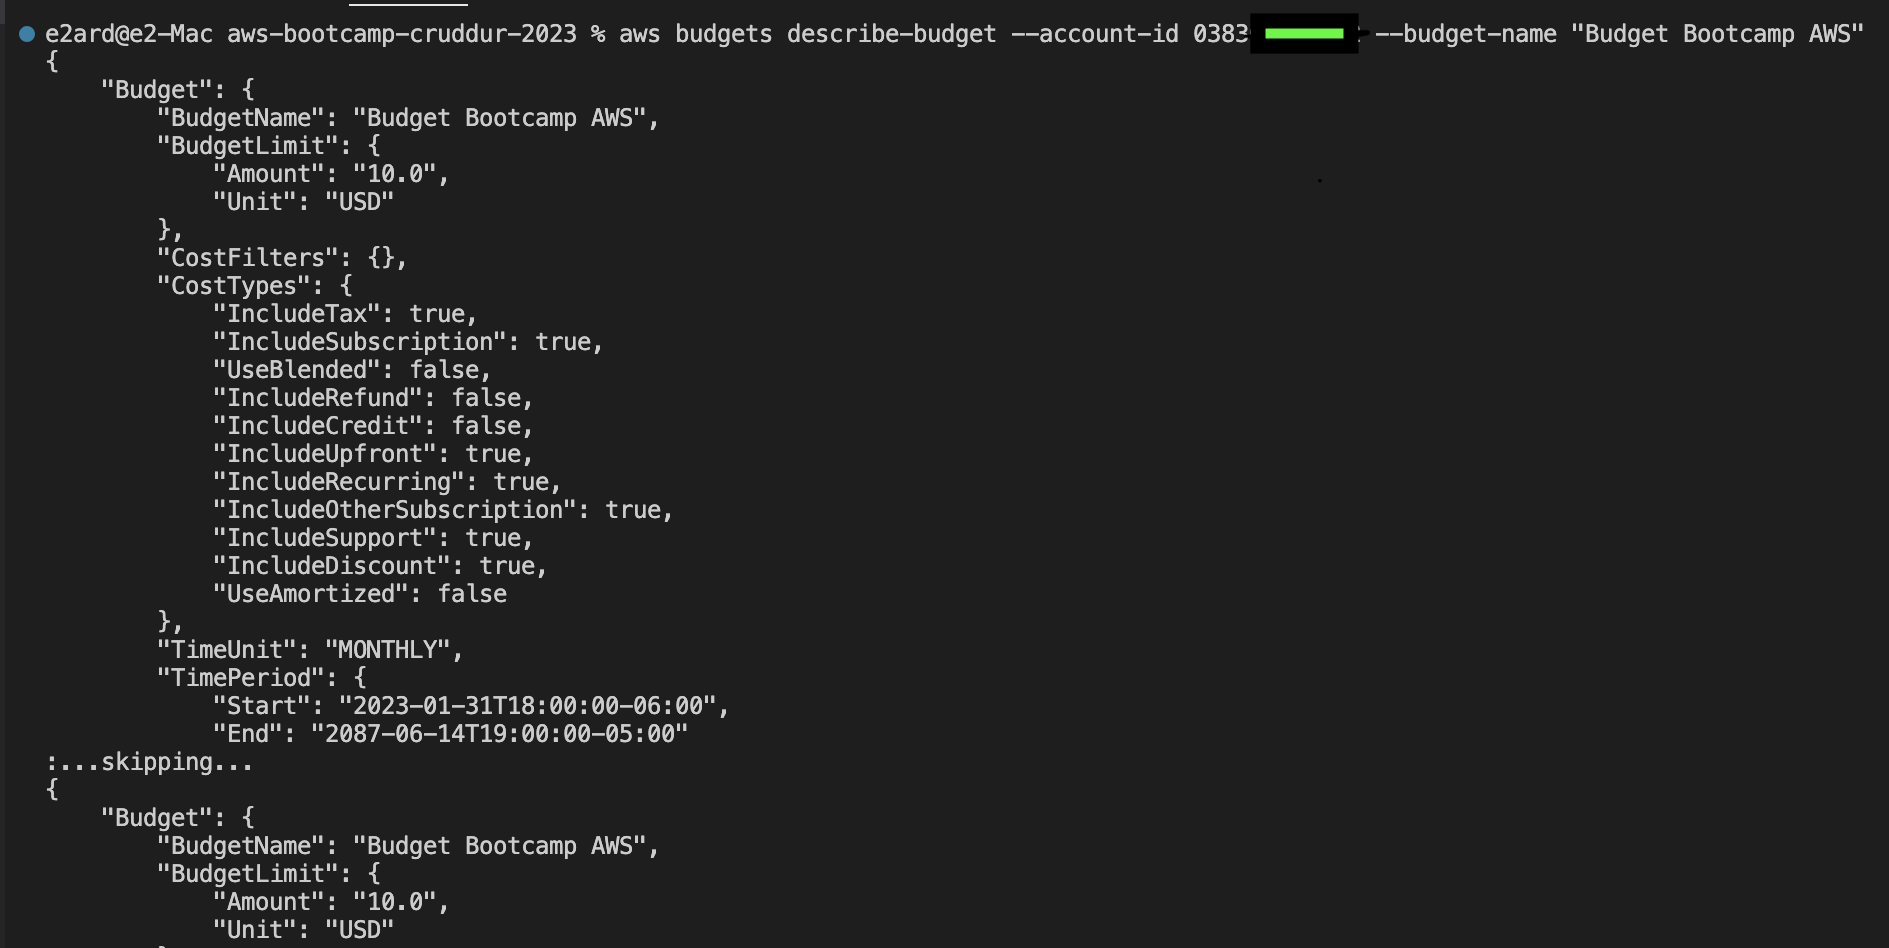 e2ard@e2-Mac aws-bootcamp-cruddur-2023 % aws budgets describe-budget --account-id 0383 --budget-name "Budget Bootcamp AWS"
{
    "Budget": {
        "BudgetName": "Budget Bootcamp AWS",
        "BudgetLimit": {
            "Amount": "10.0",
            "Unit": "USD"
        },
        "CostFilters": {},
        "CostTypes": {
            "IncludeTax": true,
            "IncludeSubscription": true,
            "UseBlended": false,
            "IncludeRefund": false,
            "IncludeCredit": false,
            "IncludeUpfront": true,
            "IncludeRecurring": true,
            "IncludeOtherSubscription": true,
            "IncludeSupport": true,
            "IncludeDiscount": true,
            "UseAmortized": false
        },
        "TimeUnit": "MONTHLY",
        "TimePeriod": {
            "Start": "2023-01-31T18:00:00-06:00",
            "End": "2087-06-14T19:00:00-05:00"
:...skipping...
{
    "Budget": {
        "BudgetName": "Budget Bootcamp AWS",
        "BudgetLimit": {
            "Amount": "10.0",
            "Unit": "USD"